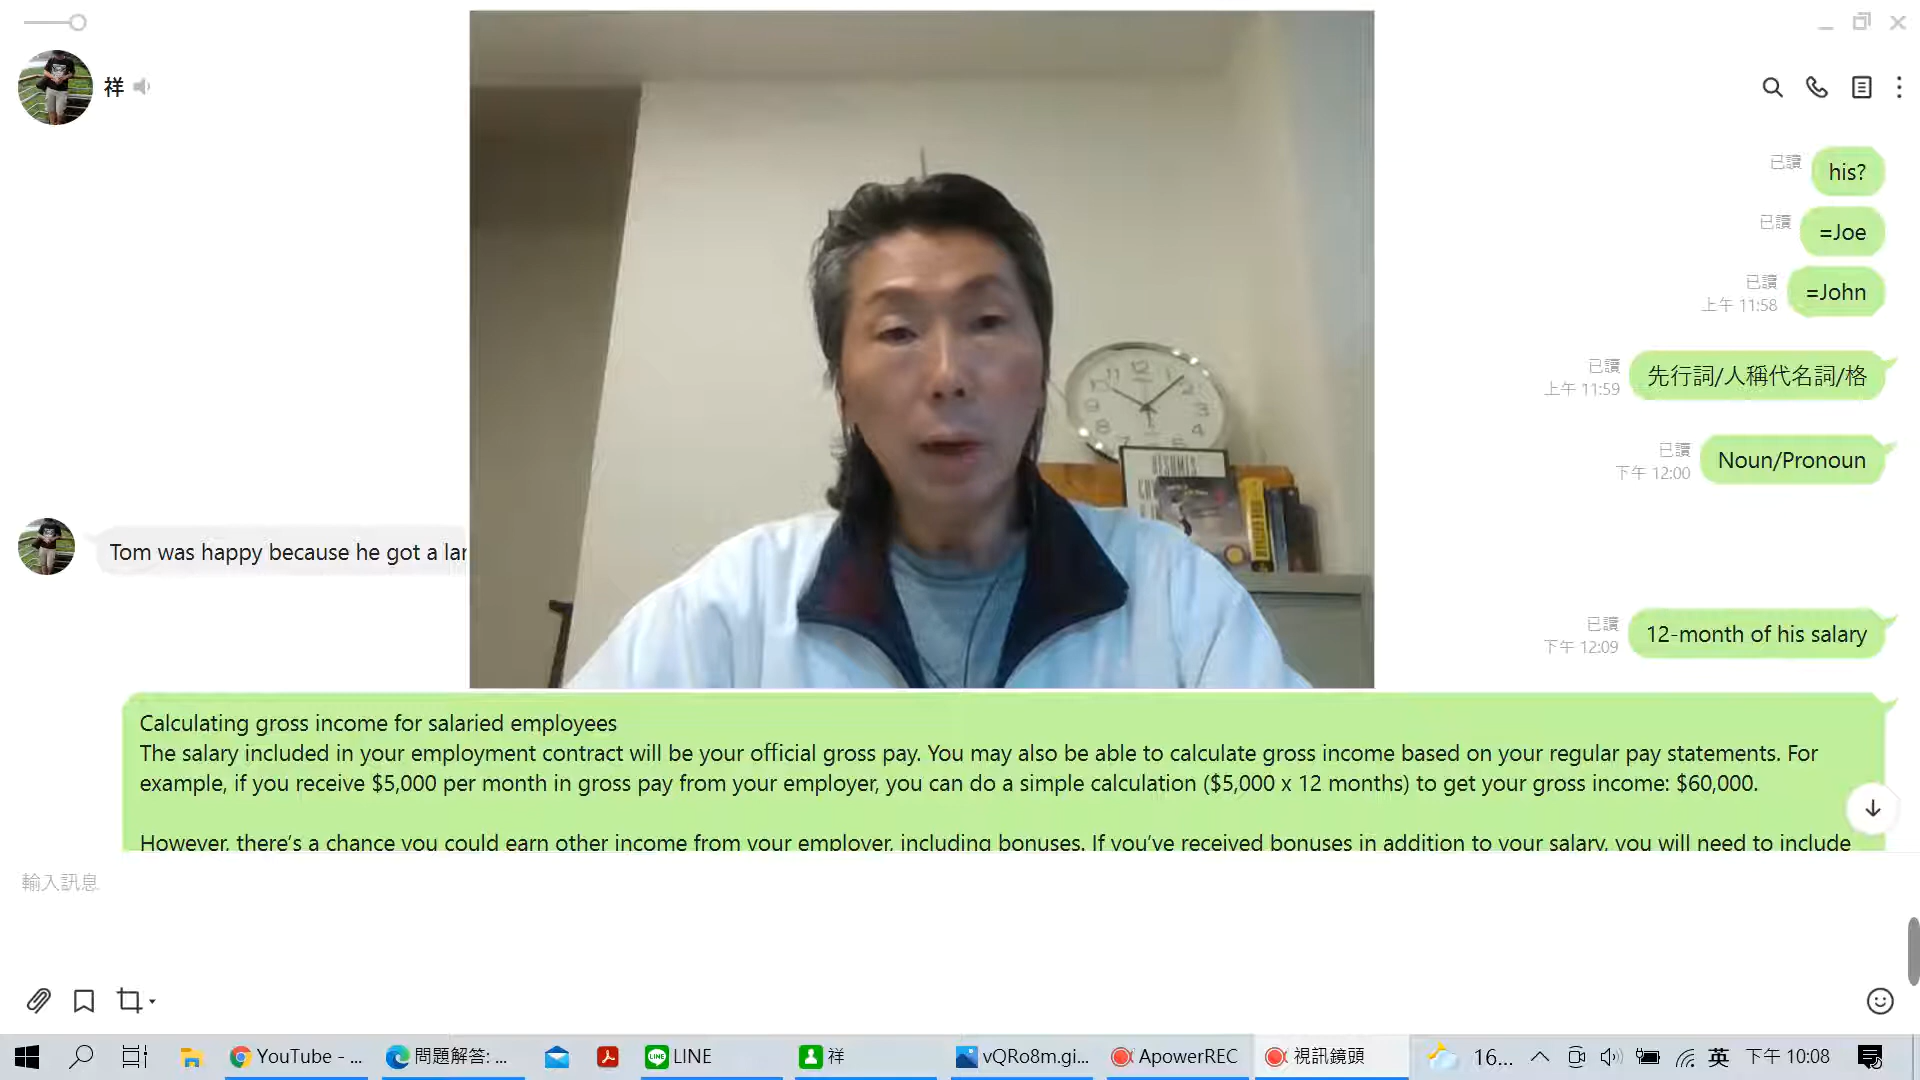 祥
已讀
his?
已讀
=Joe
已讀
上午 11:58
=John
已讀
上午 11:59
先行詞/人稱代名詞/格
已讀
下午 12:00
Noun/Pronoun
Tom was happy because he got a lar
已讀
下午 12:09
12-month of his salary
Calculating gross income for salaried employees
The salary included in your employment contract will be your official gross pay. You may also be able to calculate gross income based on your regular pay statements. For
example, if you receive $5,000 per month in gross pay from your employer, you can do a simple calculation ($5,000 x 12 months) to get your gross income: $60,000.
However, there's a chance you could earn other income from your employer, including bonuses. If you've received bonuses in addition to your salary, you will need to include
輸入訊息
YouTube - ...
問題解答: ...
LINE
祥
vQRo8m.gi...
ApowerREC
視訊鏡頭
16...
英
下午 10:08